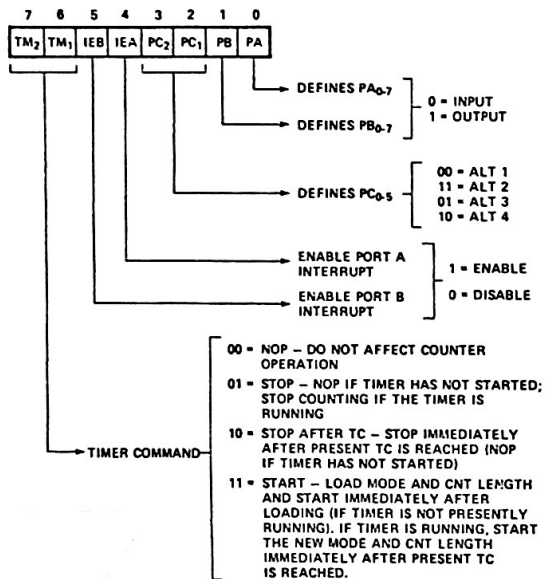 7 6 5 4 3 2 1 0
TM2 TM1 IEB IEA PC2 PC1 PB PA
DEFINES PA0-7
DEFINES PB0-7
0 = INPUT
1 = OUTPUT
DEFINES PC0-5
00 = ALT 1
11 = ALT 2
01 = ALT 3
10 = ALT 4
ENABLE PORT A
INTERRUPT
ENABLE PORT B
INTERRUPT
1 = ENABLE
0 = DISABLE
TIMER COMMAND
00 = NOP – DO NOT AFFECT COUNTER
OPERATION
01 = STOP – NOP IF TIMER HAS NOT STARTED;
STOP COUNTING IF THE TIMER IS
RUNNING
10 = STOP AFTER TC – STOP IMMEDIATELY
AFTER PRESENT TC IS REACHED (NOP
IF TIMER HAS NOT STARTED)
11 = START – LOAD MODE AND CNT LENGTH
AND START IMMEDIATELY AFTER
LOADING (IF TIMER IS NOT PRESENTLY
RUNNING). IF TIMER IS RUNNING, START
THE NEW MODE AND CNT LENGTH
IMMEDIATELY AFTER PRESENT TC
IS REACHED.